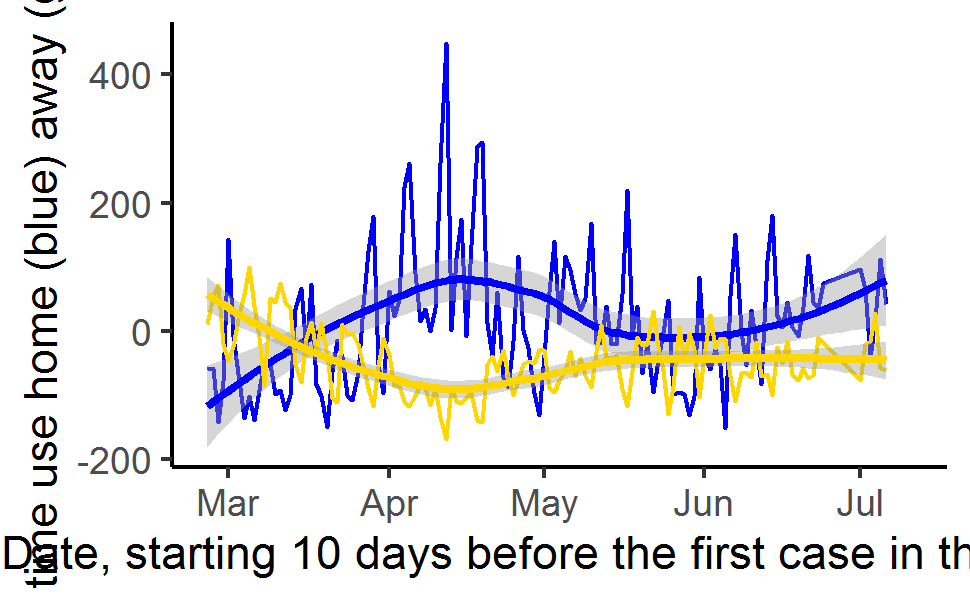 time use home (blue) away (
400
200
0
-200
Mar Apr May Jun Jul
Date, starting 10 days before the first case in th